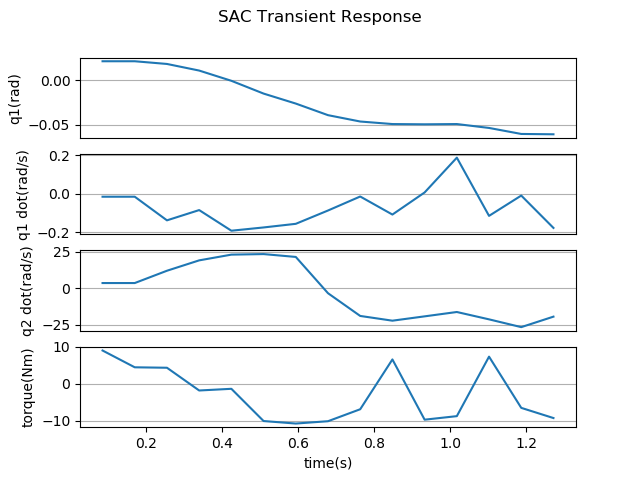 SAC Transient Response
q1(rad)
0.00
−0.05
q1 dot(rad/s)
0.2
0.0
−0.2
q2 dot(rad/s)
25
0
−25
torque(Nm)
10
0
−10
0.2 0.4 0.6 0.8 1.0 1.2
time(s)